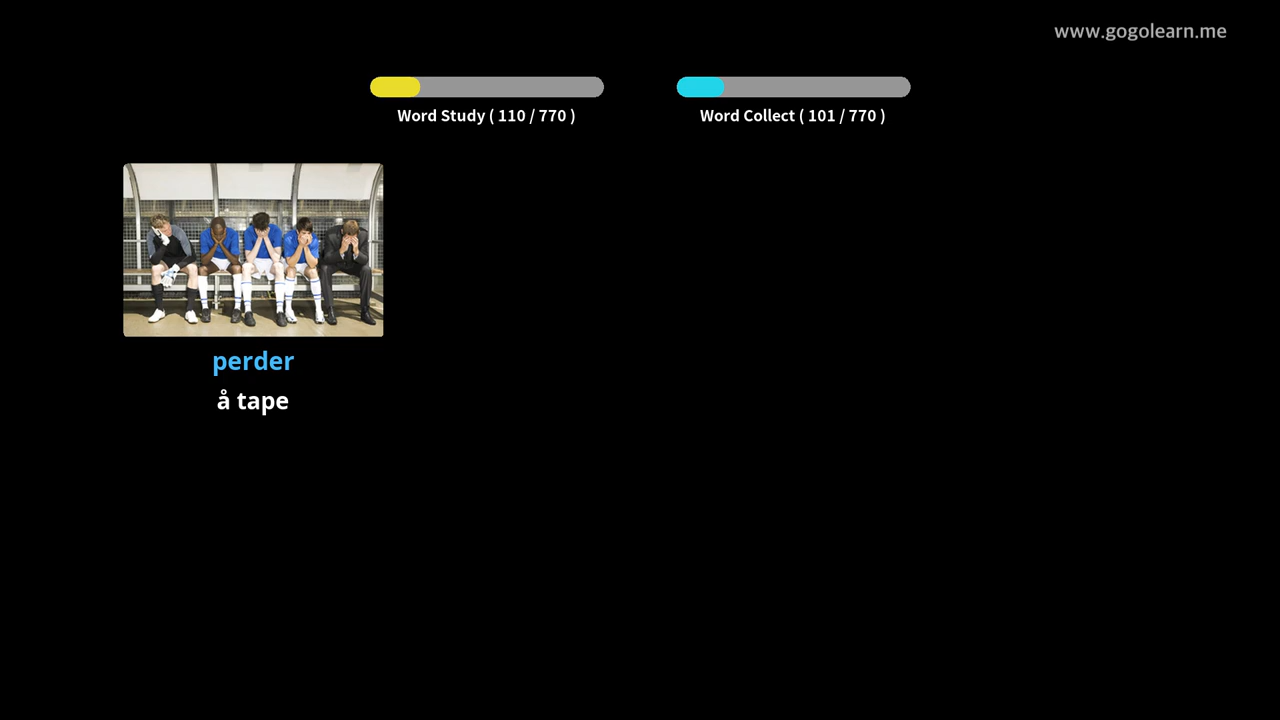 www.gogolearn.me
Word Study ( 110 / 770 )
Word Collect ( 101 / 770 )
perder
å tape